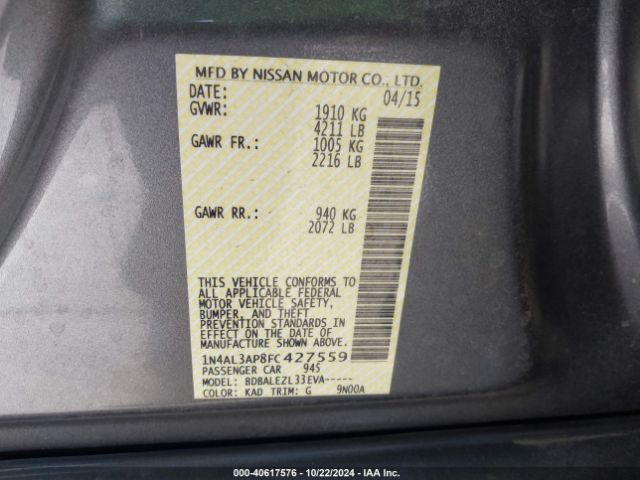 MFD BY NISSAN MOTOR CO., LTD.
DATE: 04/15
GVWR: 1910 KG
4211 LB
GAWR FR.: 1005 KG
2216 LB
GAWR RR.: 940 KG
2072 LB
THIS VEHICLE CONFORMS TO
ALL APPLICABLE FEDERAL
MOTOR VEHICLE SAFETY,
BUMPER, AND THEFT
PREVENTION STANDARDS IN
EFFECT ON THE DATE OF
MANUFACTURE SHOWN ABOVE.
1N4AL3AP8FC427559
PASSENGER CAR 945
MODEL: BDBALEZL33EVA-----
COLOR: KAD TRIM: G 9N00A
000-40617576 - 10/22/2024 - IAA Inc.